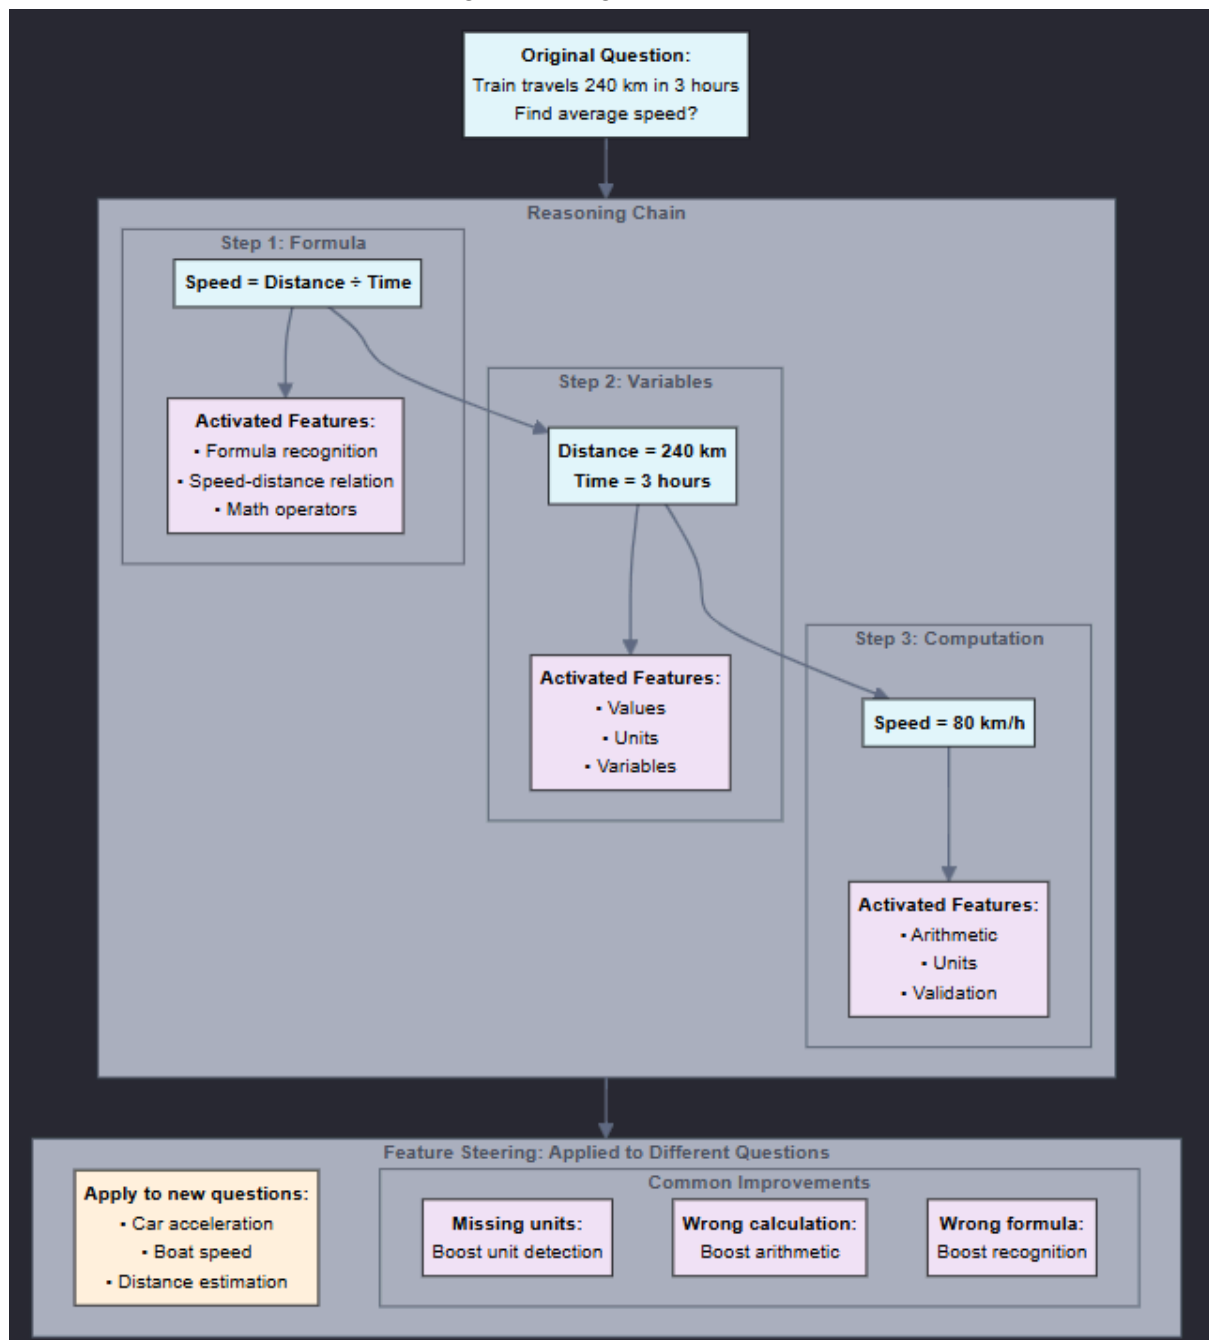 Original Question:
Train travels 240 km in 3 hours
Find average speed?
Reasoning Chain
Step 1: Formula
Speed = Distance ÷ Time
Activated Features:
▪ Formula recognition
▪ Speed-distance relation
▪ Math operators
Step 2: Variables
Distance = 240 km
Time = 3 hours
Activated Features:
▪ Values
▪ Units
▪ Variables
Step 3: Computation
Speed = 80 km/h
Activated Features:
▪ Arithmetic
▪ Units
▪ Validation
Feature Steering: Applied to Different Questions
Apply to new questions:
▪ Car acceleration
▪ Boat speed
▪ Distance estimation
Common Improvements
Missing units:
Boost unit detection
Wrong calculation:
Boost arithmetic
Wrong formula:
Boost recognition